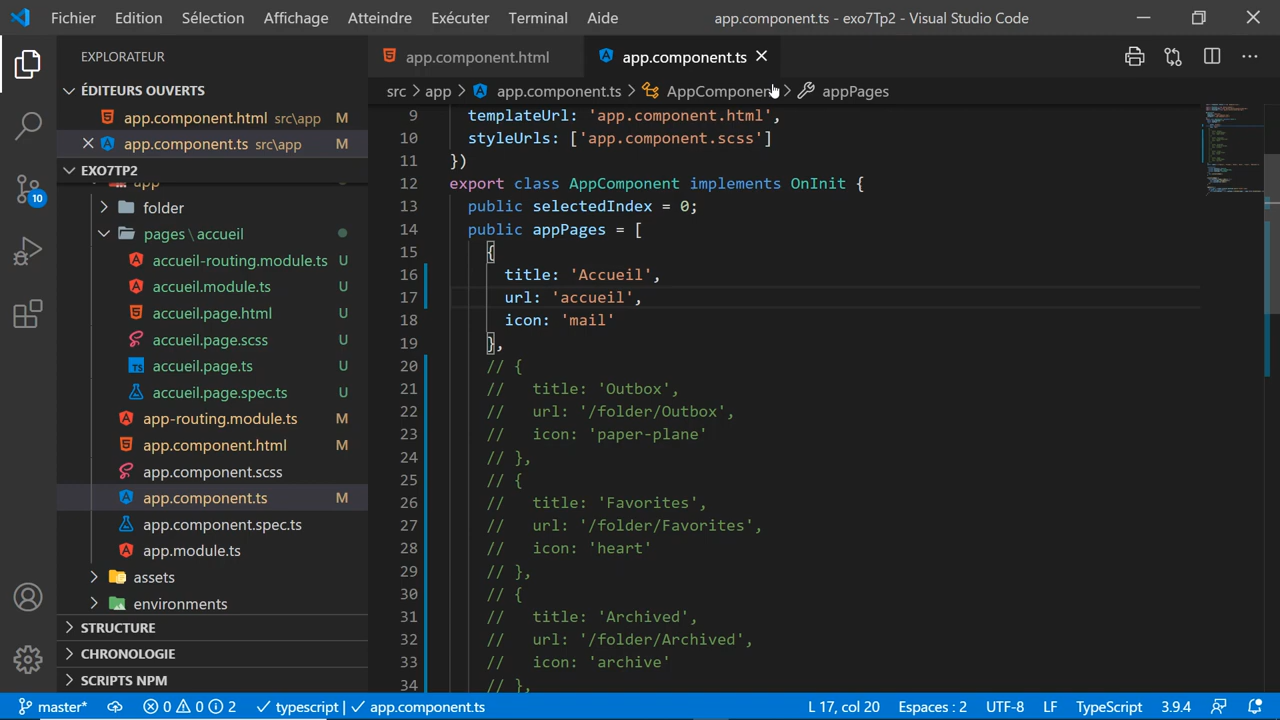 Fichier Edition Sélection Affichage Atteindre Exécuter Terminal Aide app.component.ts - exo7Tp2 - Visual Studio Code
EXPLORATEUR
ÉDITEURS OUVERTS
app.component.html src\app M
app.component.ts src\app M
EXO7TP2
app
folder
pages \ accueil
accueil-routing.module.ts U
accueil.module.ts U
accueil.page.html U
accueil.page.scss U
accueil.page.ts U
accueil.page.spec.ts U
app-routing.module.ts M
app.component.html M
app.component.scss
app.component.ts M
app.component.spec.ts
app.module.ts
assets
environments
STRUCTURE
CHRONOLOGIE
SCRIPTS NPM
10
app.component.html app.component.ts
src > app > app.component.ts > AppComponent > appPages
9 templateUrl: 'app.component.html',
10 styleUrls: ['app.component.scss']
11 })
12 export class AppComponent implements OnInit {
13 public selectedIndex = 0;
14 public appPages = [
15 {
16 title: 'Accueil',
17 url: 'accueil',
18 icon: 'mail'
19 },
20 // {
21 // title: 'Outbox',
22 // url: '/folder/Outbox',
23 // icon: 'paper-plane'
24 // },
25 // {
26 // title: 'Favorites',
27 // url: '/folder/Favorites',
28 // icon: 'heart'
29 // },
30 // {
31 // title: 'Archived',
32 // url: '/folder/Archived',
33 // icon: 'archive'
34 // },
master* 0 0 2 typescript | app.component.ts L 17, col 20 Espaces : 2 UTF-8 LF TypeScript 3.9.4